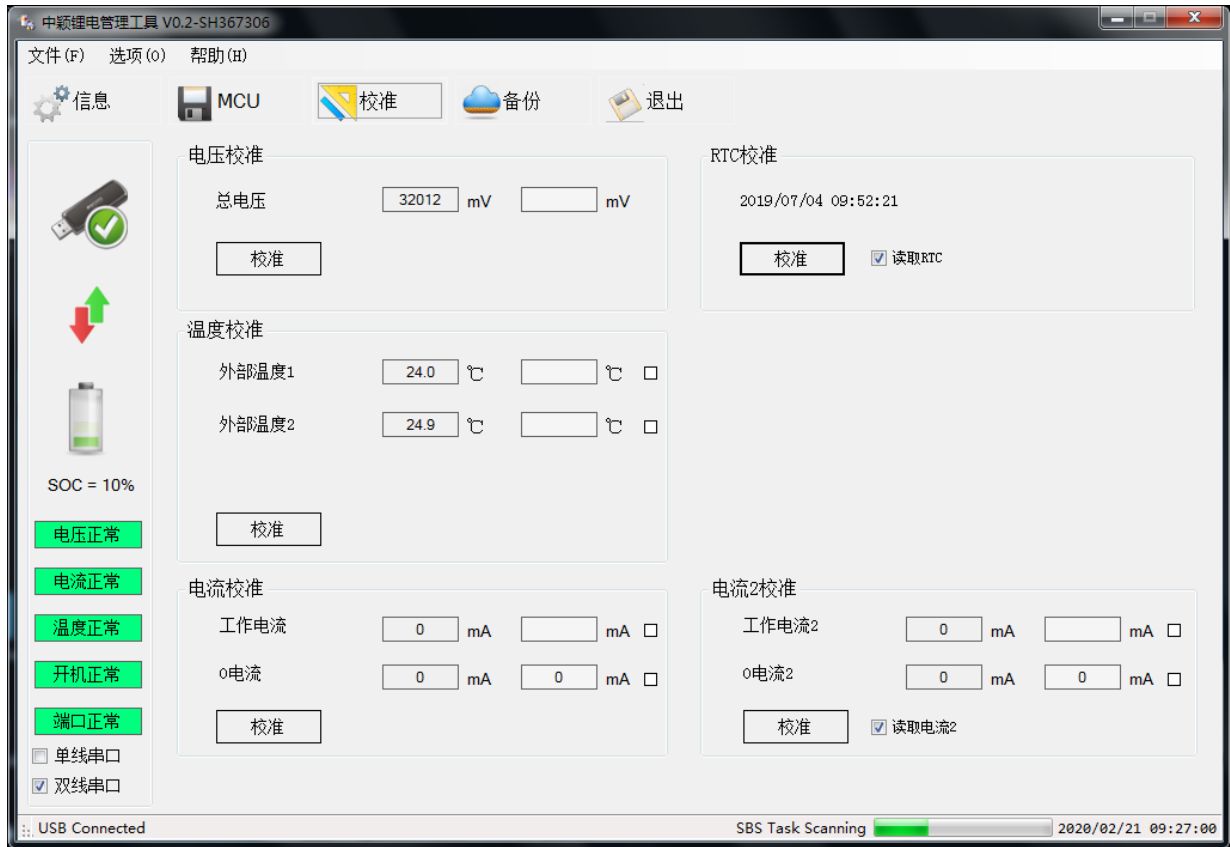 中颖锂电管理工具 V0.2-SH367306
文件(F) 选项(O) 帮助(H)
信息 MCU 校准 备份 退出
SOC = 10%
电压正常
电流正常
温度正常
开机正常
端口正常
单线串口
双线串口
电压校准
总电压 32012 mV mV
校准
RTC校准
2019/07/04 09:52:21
校准 读取RTC
温度校准
外部温度1 24.0 ℃ ℃
外部温度2 24.9 ℃ ℃
校准
电流校准
工作电流 0 mA mA
0电流 0 mA 0 mA
校准
电流2校准
工作电流2 0 mA mA
0电流2 0 mA 0 mA
校准 读取电流2
USB Connected SBS Task Scanning 2020/02/21 09:27:00